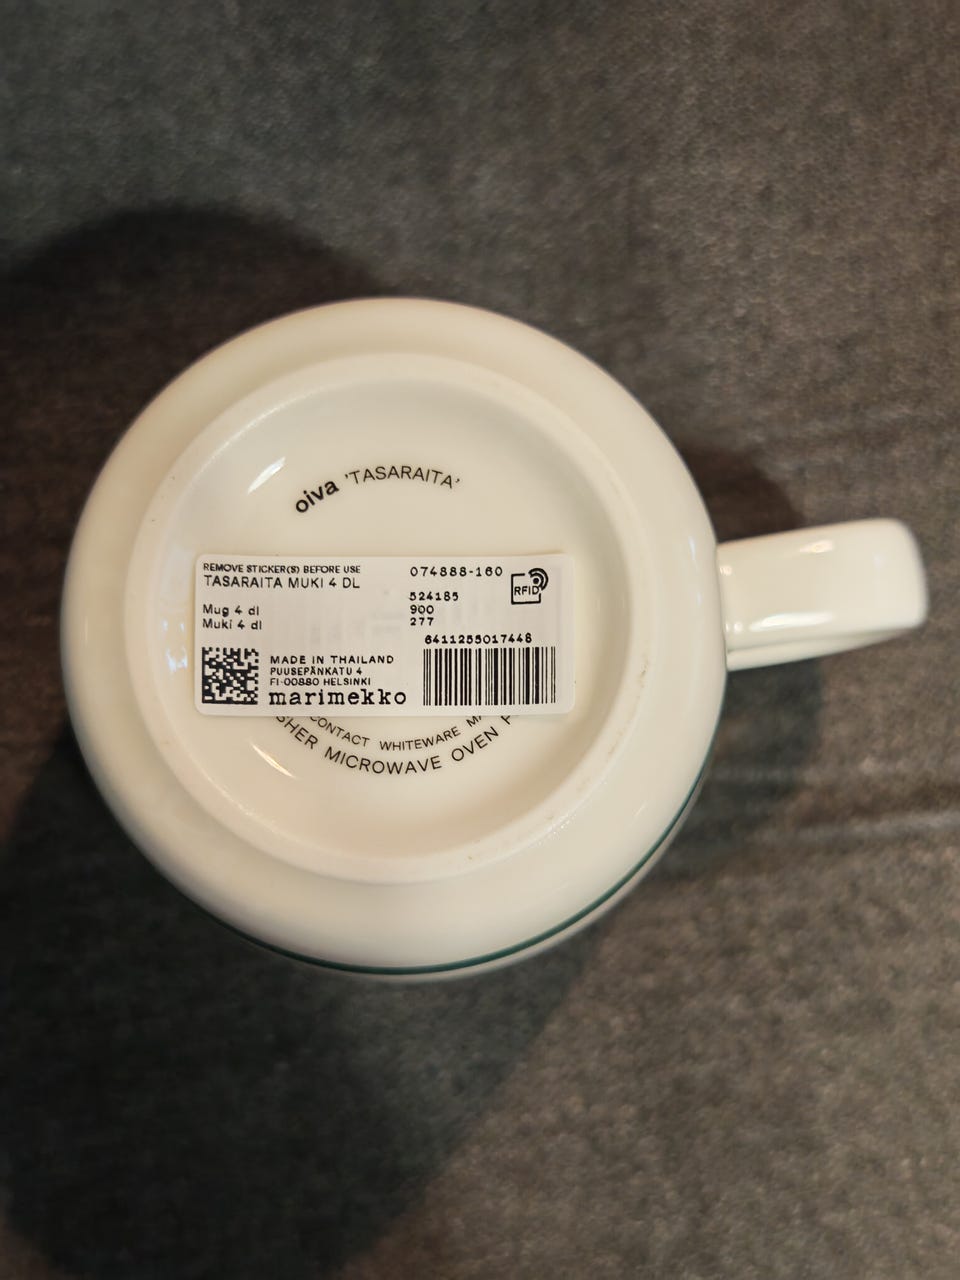 oiva 'TASARAITA'
REMOVE STICKER(S) BEFORE USE
TASARAITA MUKI 4 DL
074888-160
RFID
524185
Mug 4 dl
900
Muki 4 dl
277
6411255017448
MADE IN THAILAND
PUUSEPÄNKATU 4
FI-00880 HELSINKI
marimekko
CONTACT WHITEWARE
MICROWAVE OVEN